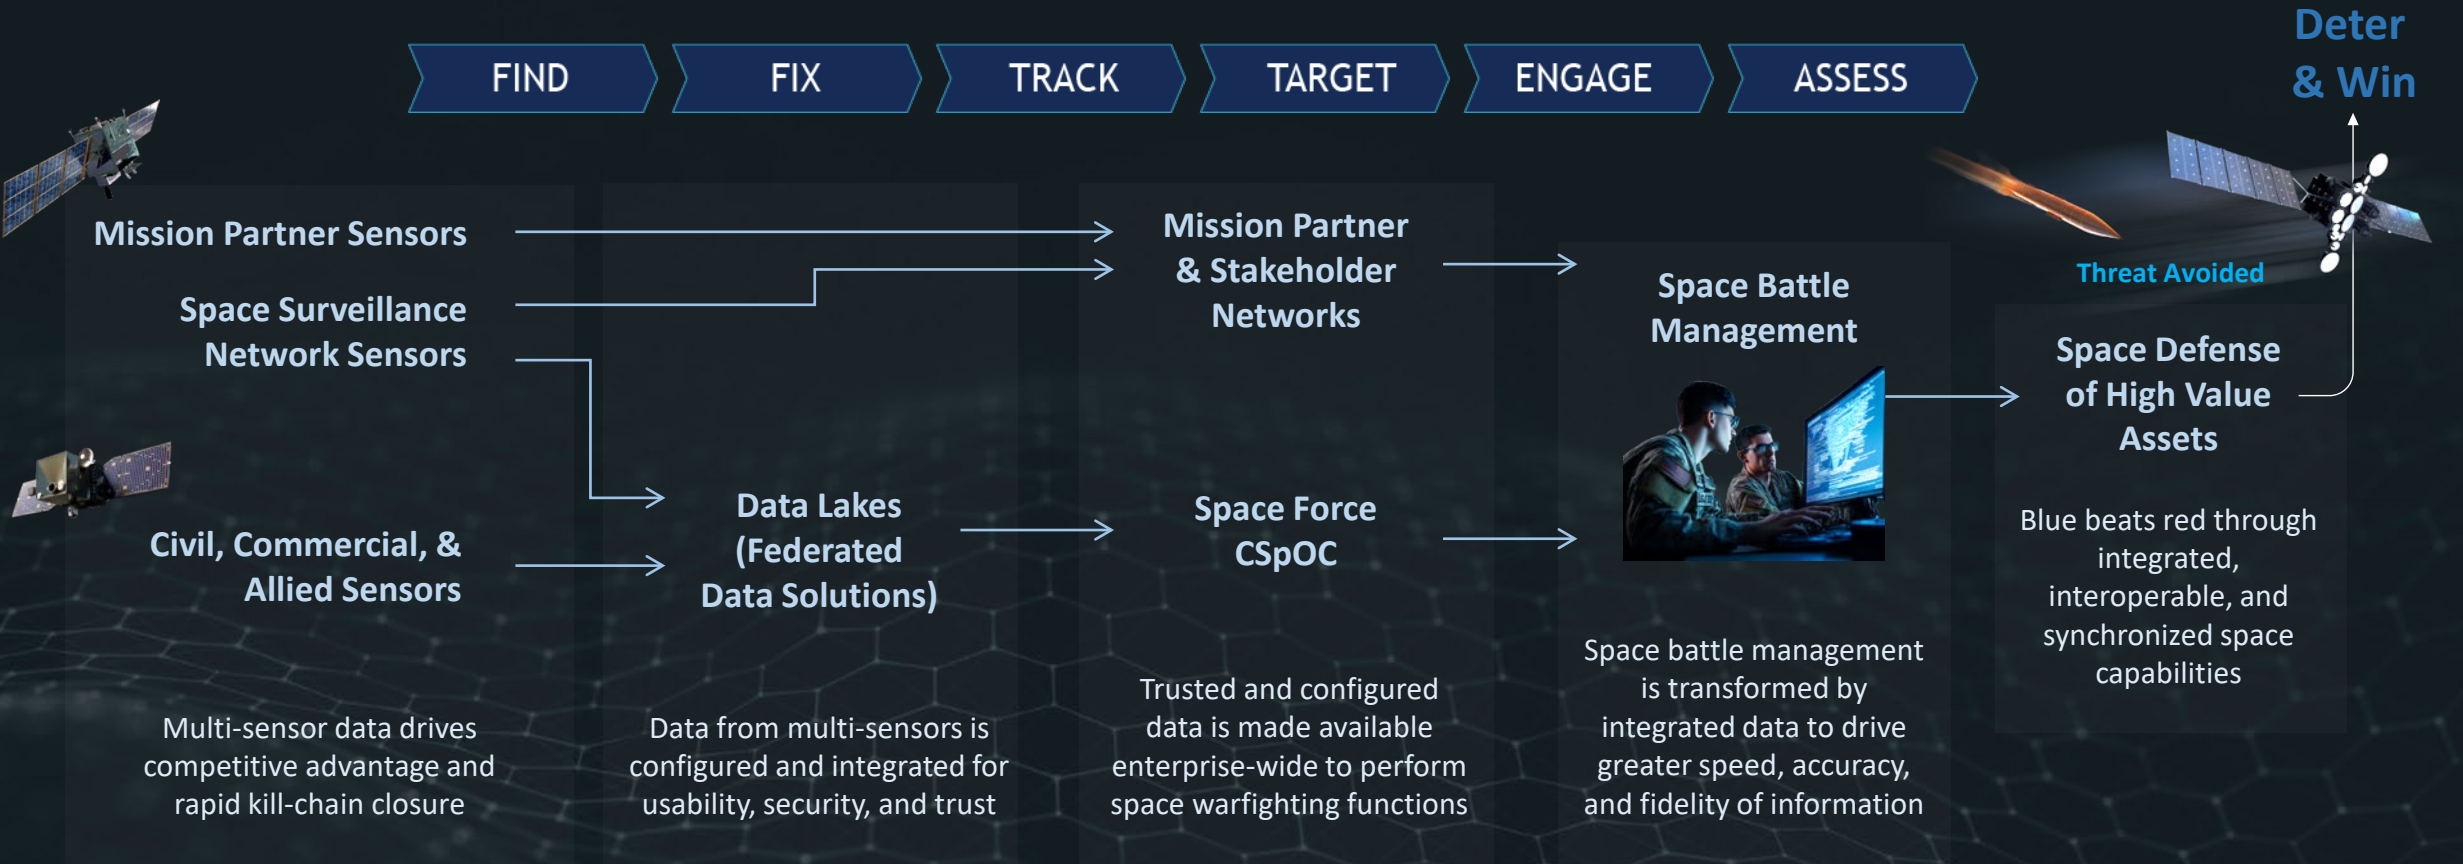 Deter
& Win
FIND
FIX
TRACK
TARGET
ENGAGE
ASSESS
Mission Partner Sensors
Space Surveillance
Network Sensors
Civil, Commercial, &
Allied Sensors
Multi-sensor data drives
competitive advantage and
rapid kill-chain closure
Data Lakes
(Federated
Data Solutions)
Data from multi-sensors is
configured and integrated for
usability, security, and trust
Mission Partner
& Stakeholder
Networks
Space Force
CSpOC
Trusted and configured
data is made available
enterprise-wide to perform
space warfighting functions
Space Battle
Management
Space battle management
is transformed by
integrated data to drive
greater speed, accuracy,
and fidelity of information
Threat Avoided
Space Defense
of High Value
Assets
Blue beats red through
integrated,
interoperable, and
synchronized space
capabilities